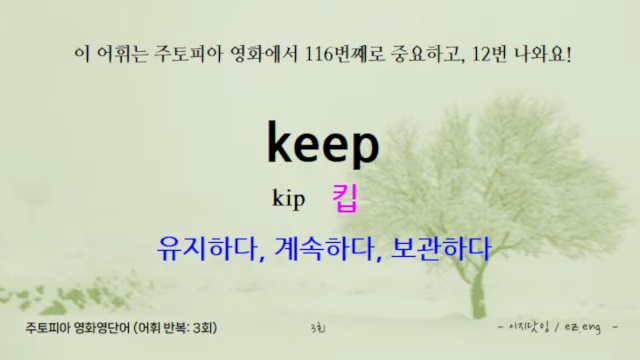 이 어휘는 주토피아 영화에서 116번째로 중요하고, 12번 나와요!
keep
kip 킵
유지하다, 계속하다, 보관하다
주토피아 영화영단어 (어휘 반복: 3회) 3회 - 이지닷잉 / ez.eng -